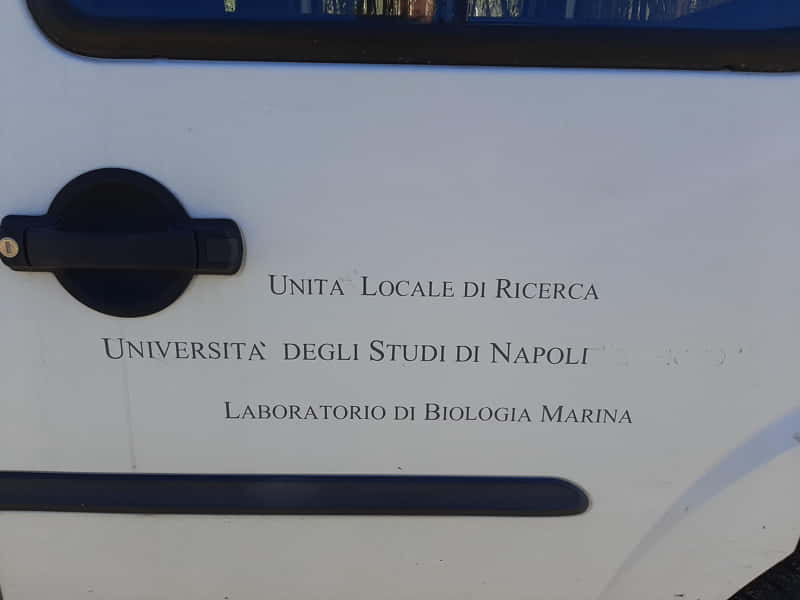 UNITA LOCALE DI RICERCA
UNIVERSITA' DEGLI STUDI DI NAPOLI
LABORATORIO DI BIOLOGIA MARINA